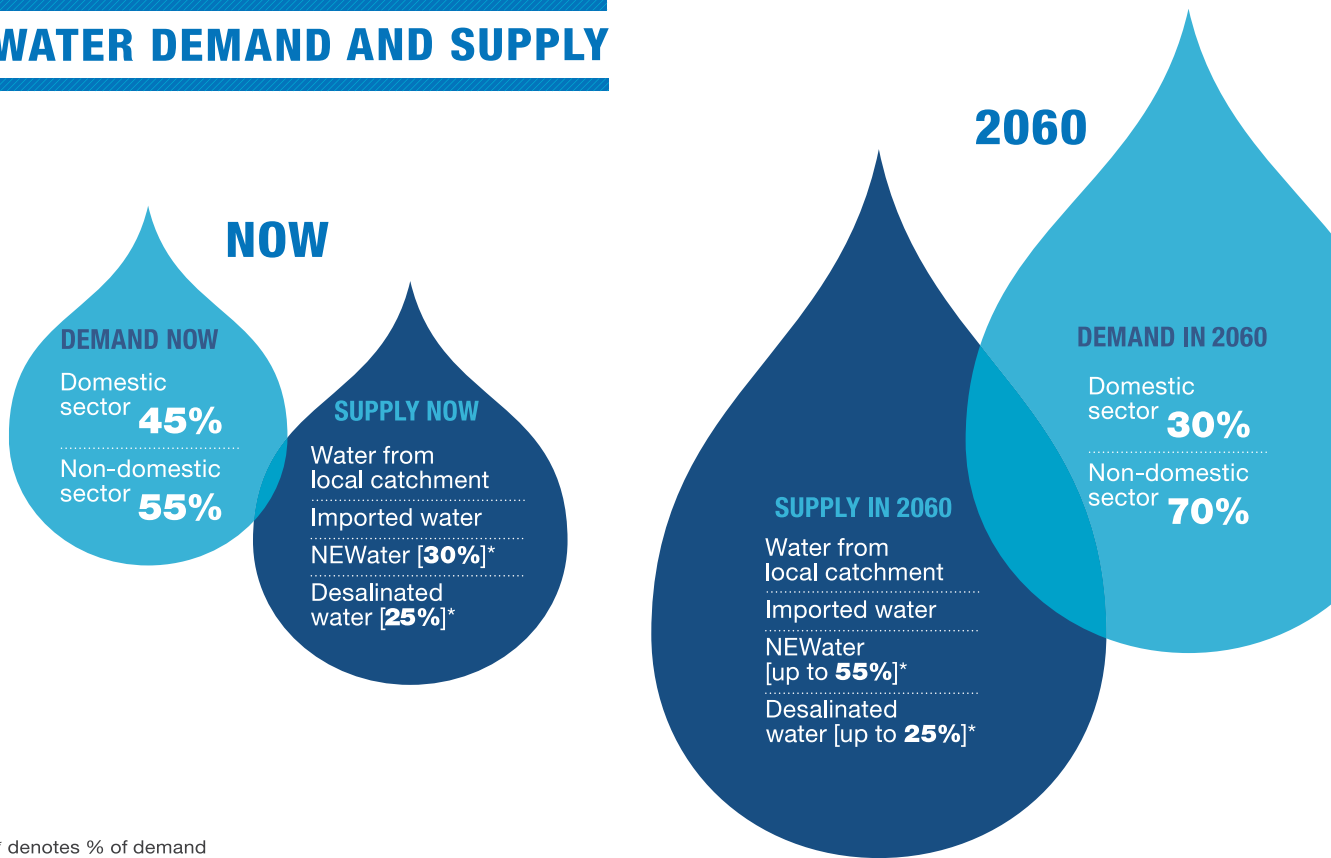 WATER DEMAND AND SUPPLY
NOW
DEMAND NOW
Domestic
sector 45%
Non-domestic
sector 55%
SUPPLY NOW
Water from
local catchment
Imported water
NEWater [30%]*
Desalinated
water [25%]*
2060
SUPPLY IN 2060
Water from
local catchment
Imported water
NEWater
[up to 55%]*
Desalinated
water [up to 25%]*
DEMAND IN 2060
Domestic
sector 30%
Non-domestic
sector 70%
* denotes % of demand